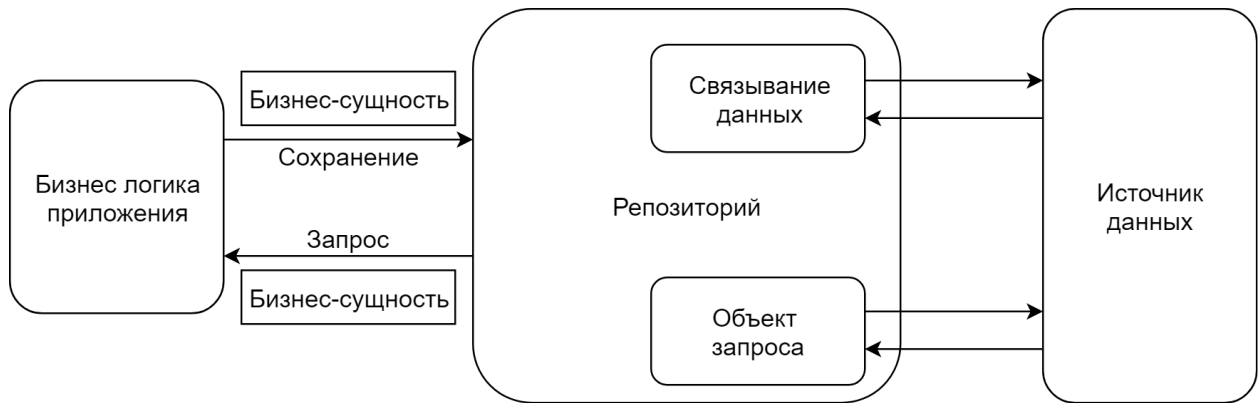 Бизнес логика
приложения
Бизнес-сущность
Сохранение
Запрос
Бизнес-сущность
Репозиторий
Связывание
данных
Объект
запроса
Источник
данных